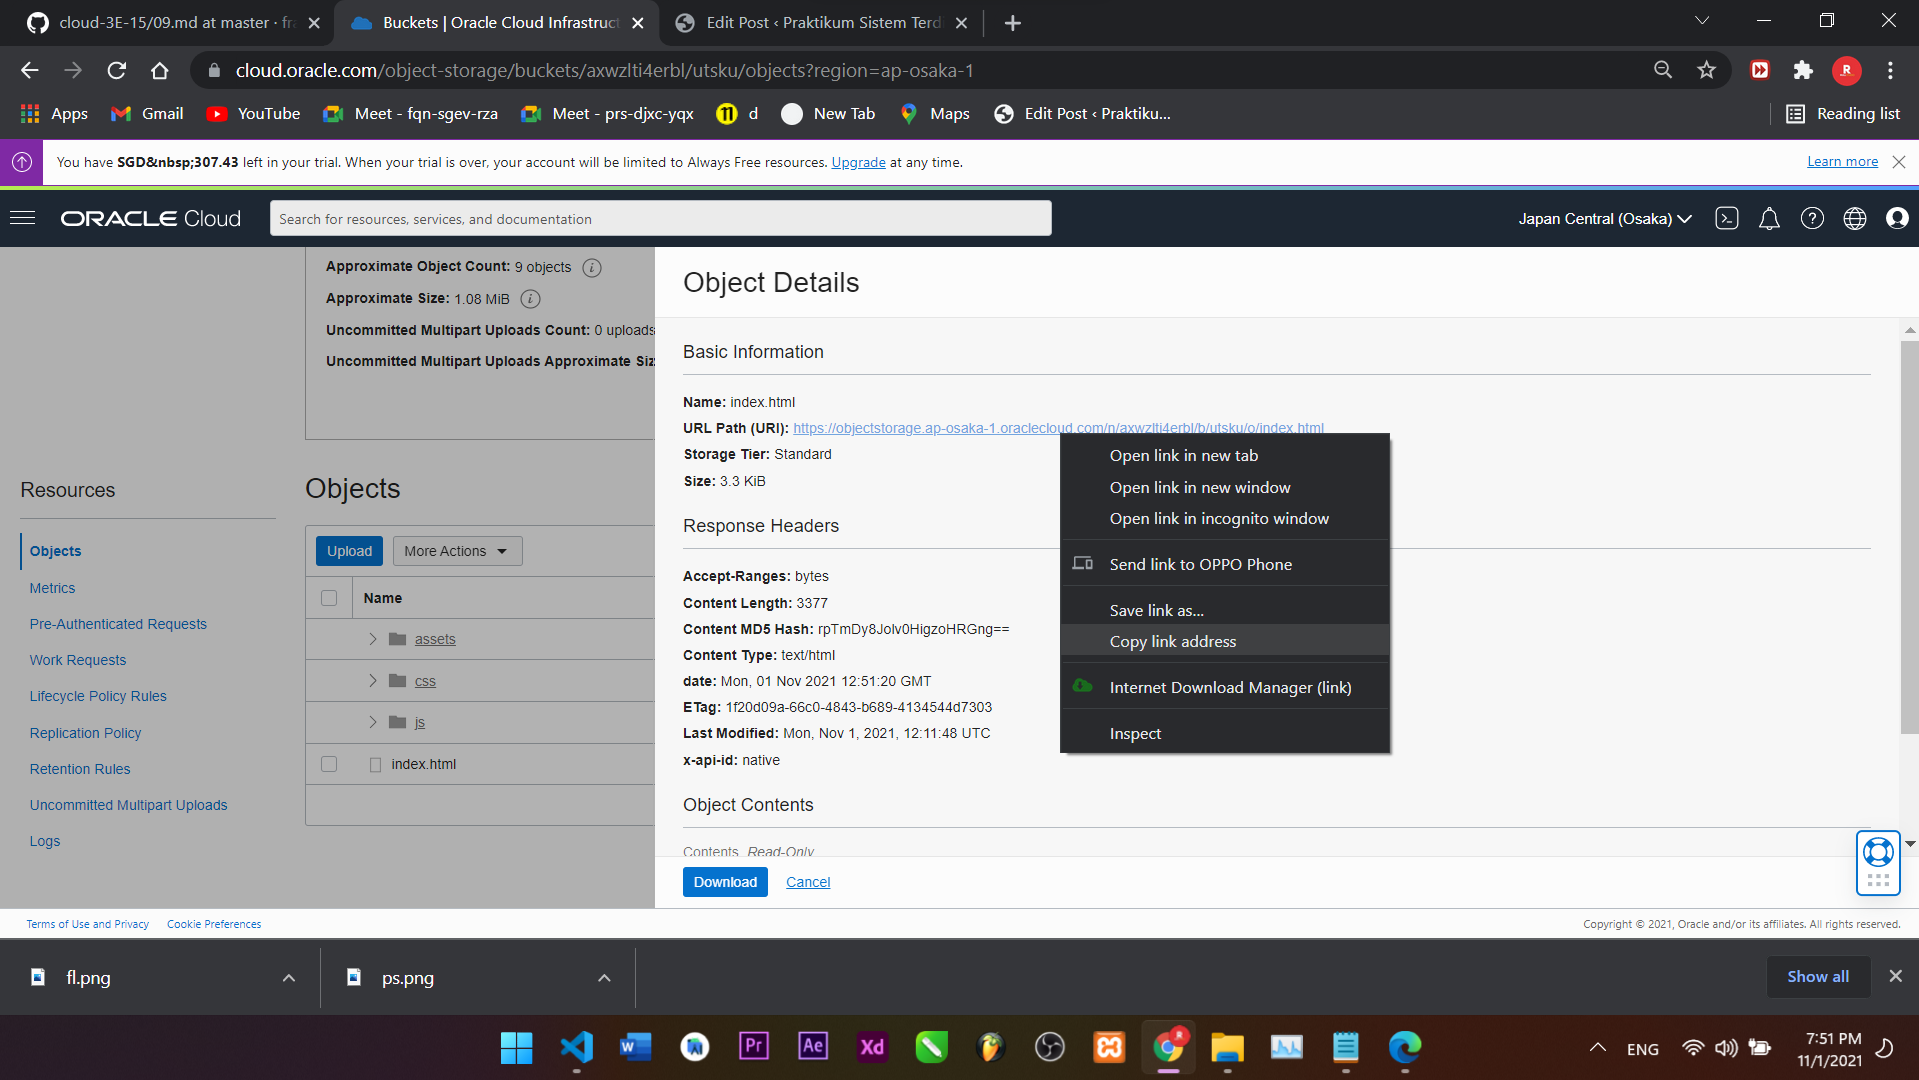 cloud-3E-15/09.md at master · fr
Buckets | Oracle Cloud Infrastruct
Edit Post ‹ Praktikum Sistem Terdi
cloud.oracle.com/object-storage/buckets/axwzlti4erbl/utsku/objects?region=ap-osaka-1
R
Apps
Gmail
YouTube
Meet - fqn-sgev-rza
Meet - prs-djxc-yqx
d
New Tab
Maps
Edit Post ‹ Praktiku...
Reading list
You have SGD&nbsp;307.43 left in your trial. When your trial is over, your account will be limited to Always Free resources. Upgrade at any time.
Learn more
ORACLE Cloud
Search for resources, services, and documentation
Japan Central (Osaka)
Approximate Object Count: 9 objects
Approximate Size: 1.08 MiB
Uncommitted Multipart Uploads Count: 0 uploads
Uncommitted Multipart Uploads Approximate Siz
Resources
Objects
Metrics
Pre-Authenticated Requests
Work Requests
Lifecycle Policy Rules
Replication Policy
Retention Rules
Uncommitted Multipart Uploads
Logs
Objects
Upload
More Actions
Name
assets
css
js
index.html
Object Details
Basic Information
Name: index.html
URL Path (URI): https://objectstorage.ap-osaka-1.oraclecloud.com/n/axwzlti4erbl/b/utsku/o/index.html
Storage Tier: Standard
Size: 3.3 KiB
Response Headers
Accept-Ranges: bytes
Content Length: 3377
Content MD5 Hash: rpTmDy8Jolv0HigzoHRGng==
Content Type: text/html
date: Mon, 01 Nov 2021 12:51:20 GMT
ETag: 1f20d09a-66c0-4843-b689-4134544d7303
Last Modified: Mon, Nov 1, 2021, 12:11:48 UTC
x-api-id: native
Object Contents
Contents Read-Only
Download
Cancel
Open link in new tab
Open link in new window
Open link in incognito window
Send link to OPPO Phone
Save link as...
Copy link address
Internet Download Manager (link)
Inspect
Terms of Use and Privacy
Cookie Preferences
Copyright © 2021, Oracle and/or its affiliates. All rights reserved.
fl.png
ps.png
Show all
W
Pr
Ae
Xd
R
ENG
7:51 PM
11/1/2021